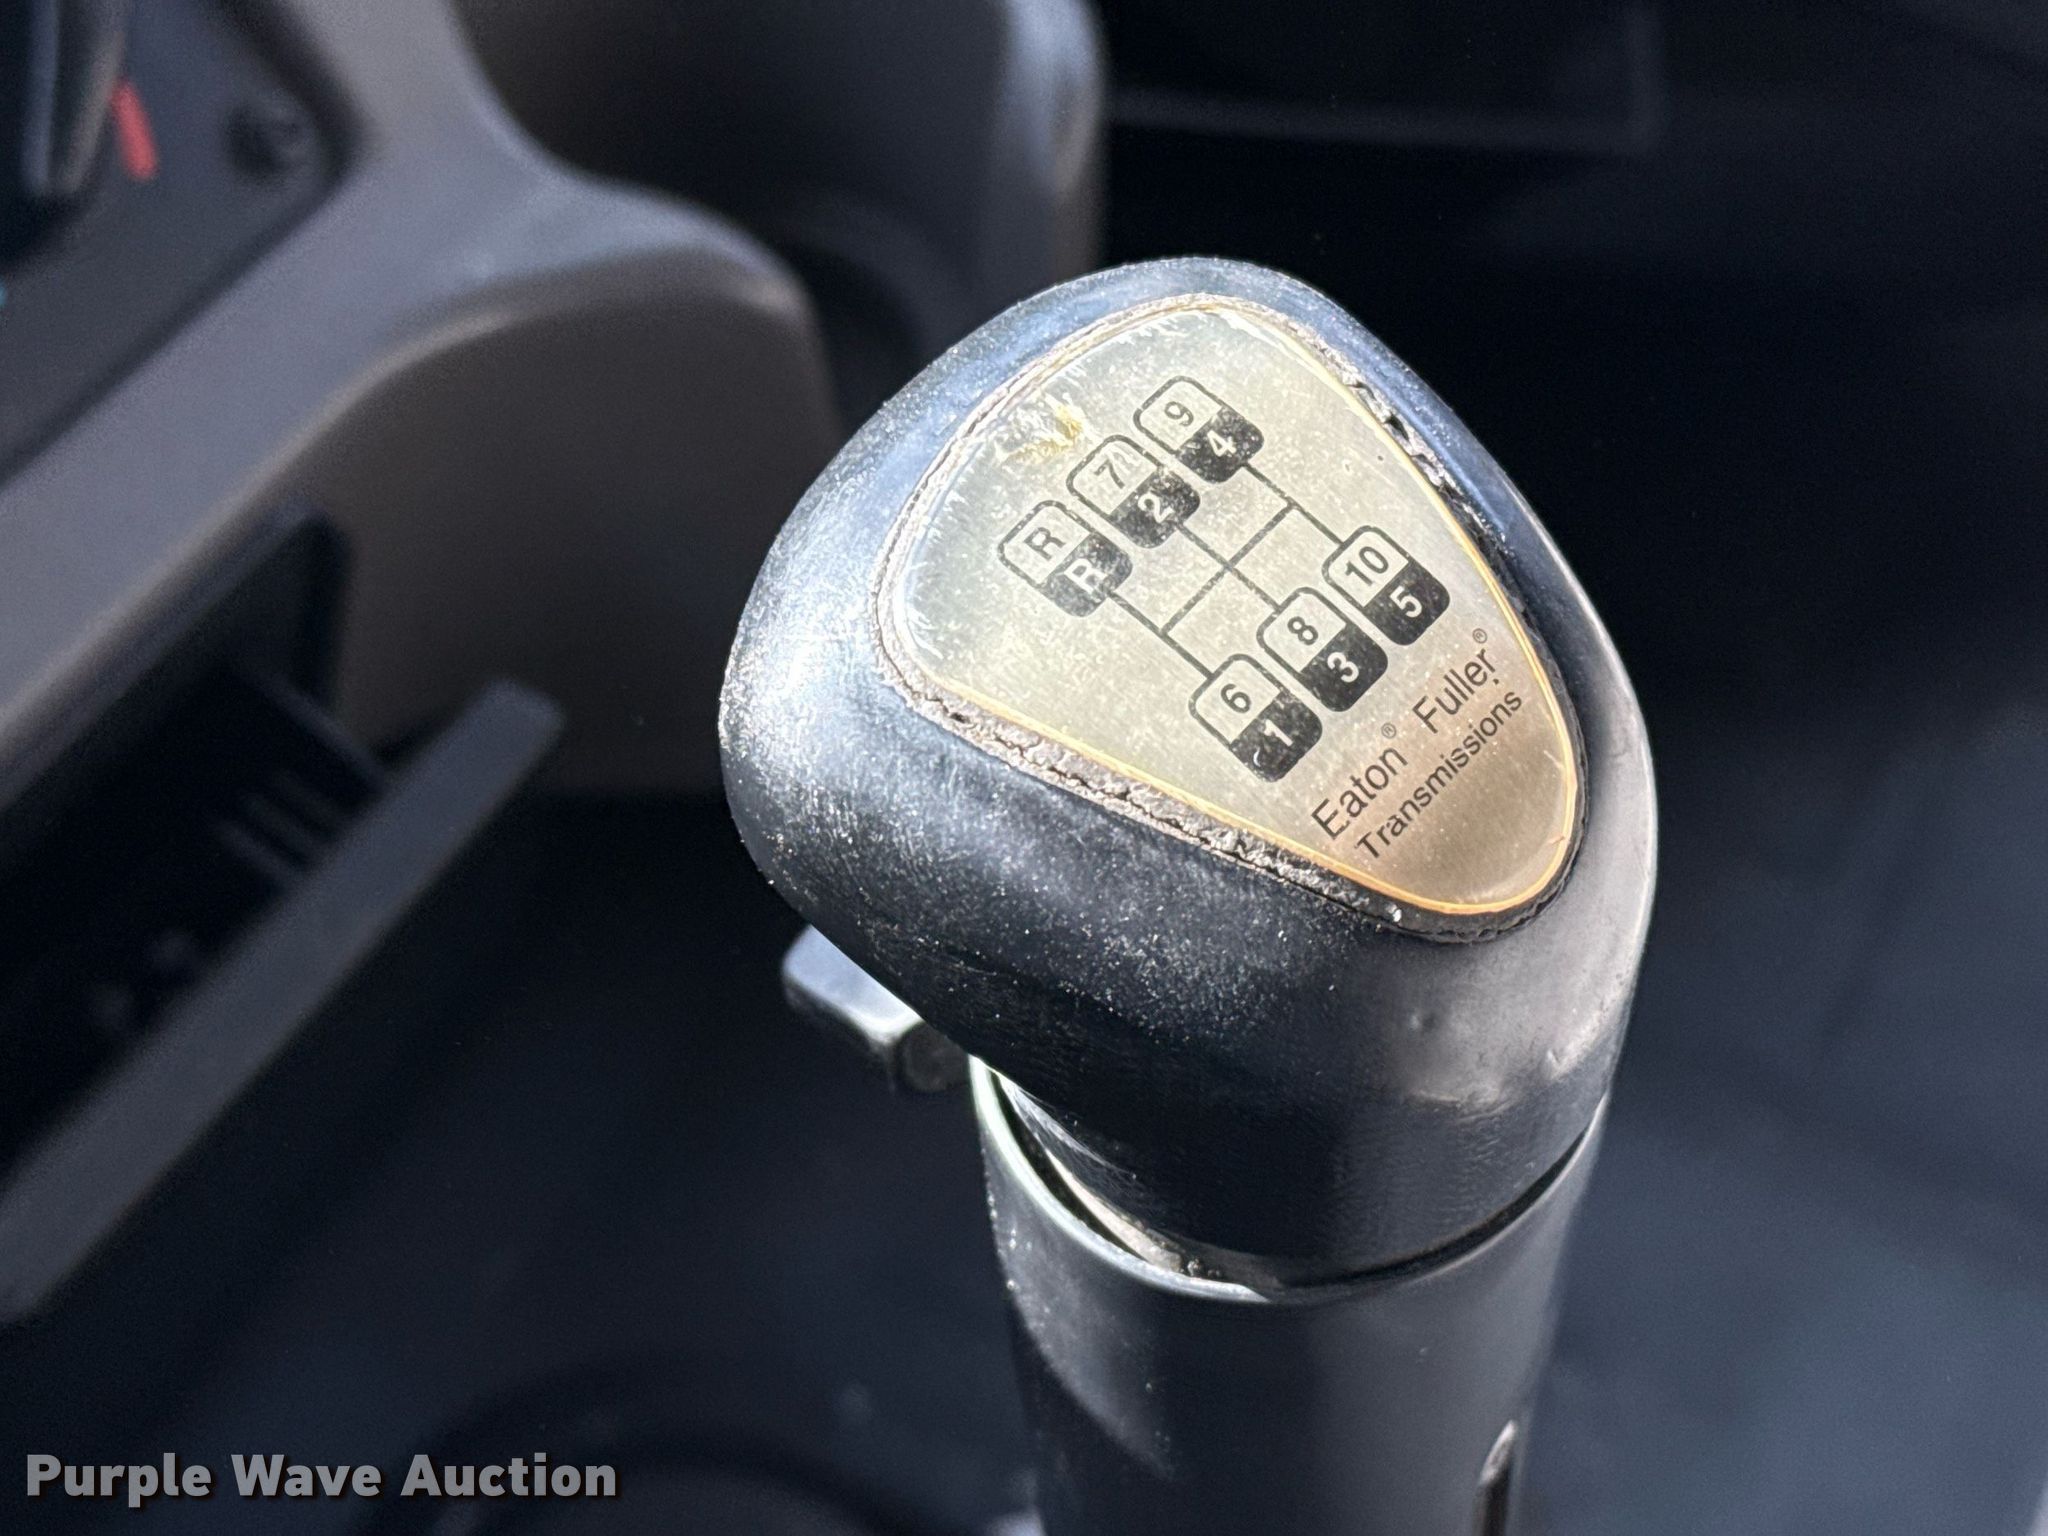 R 7 9
R 2 4
6 8 10
1 3 5
Eaton® Fuller®
Transmissions
Purple Wave Auction